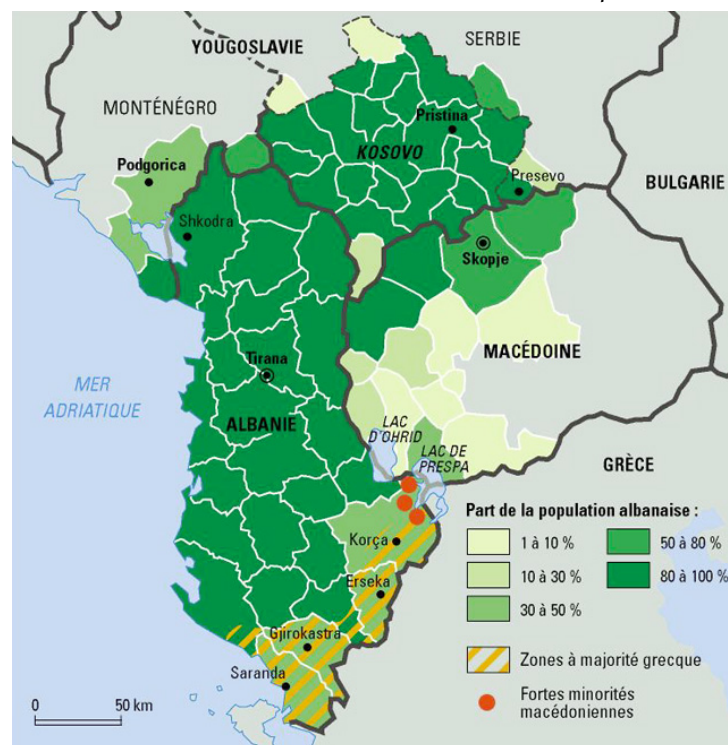 YOUGOSLAVIE
SERBIE
MONTÉNÉGRO
Podgorica
Pristina
KOSOVO
Presevo
BULGARIE
Shkodra
Skopje
MACÉDOINE
Tirana
MER
ADRIATIQUE
ALBANIE
LAC
D'OHRID
LAC DE
PRESPA
GRÈCE
Korça
Erseka
Gjirokastra
Saranda
0 50 km
Part de la population albanaise :
1 à 10 %
10 à 30 %
30 à 50 %
50 à 80 %
80 à 100 %
Zones à majorité grecque
Fortes minorités
macédoniennes